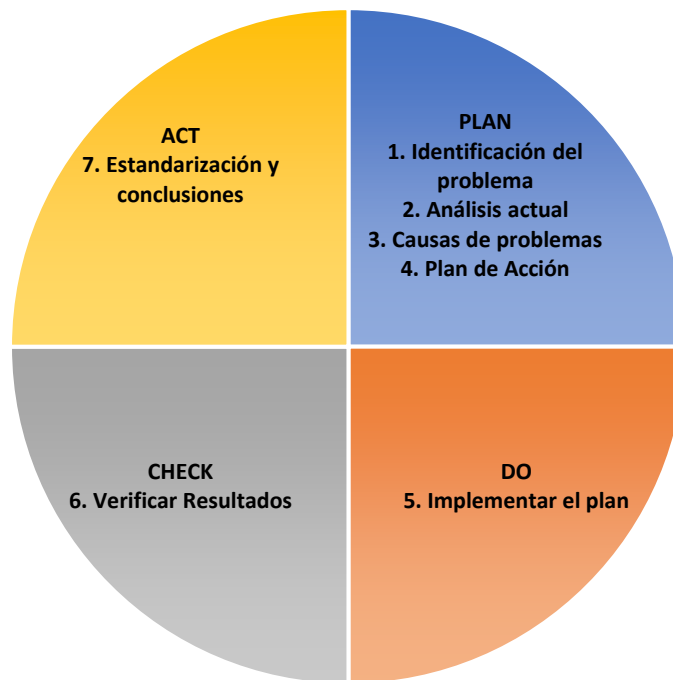 ACT
7. Estandarización y
conclusiones
PLAN
1. Identificación del
problema
2. Análisis actual
3. Causas de problemas
4. Plan de Acción
CHECK
6. Verificar Resultados
DO
5. Implementar el plan